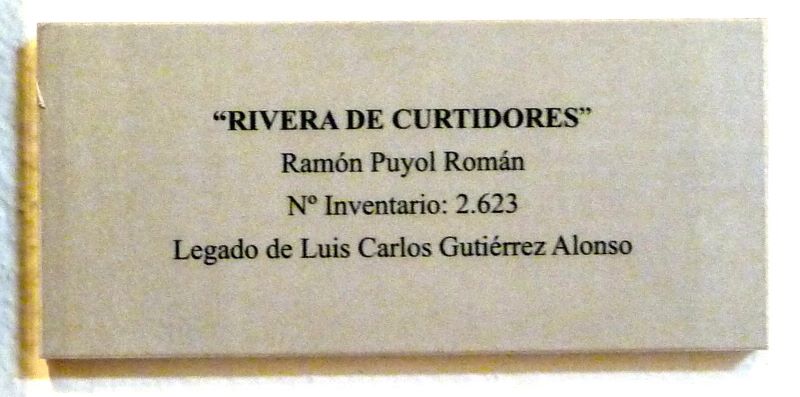 “RIVERA DE CURTIDORES”
Ramón Puyol Román
Nº Inventario: 2.623
Legado de Luis Carlos Gutiérrez Alonso